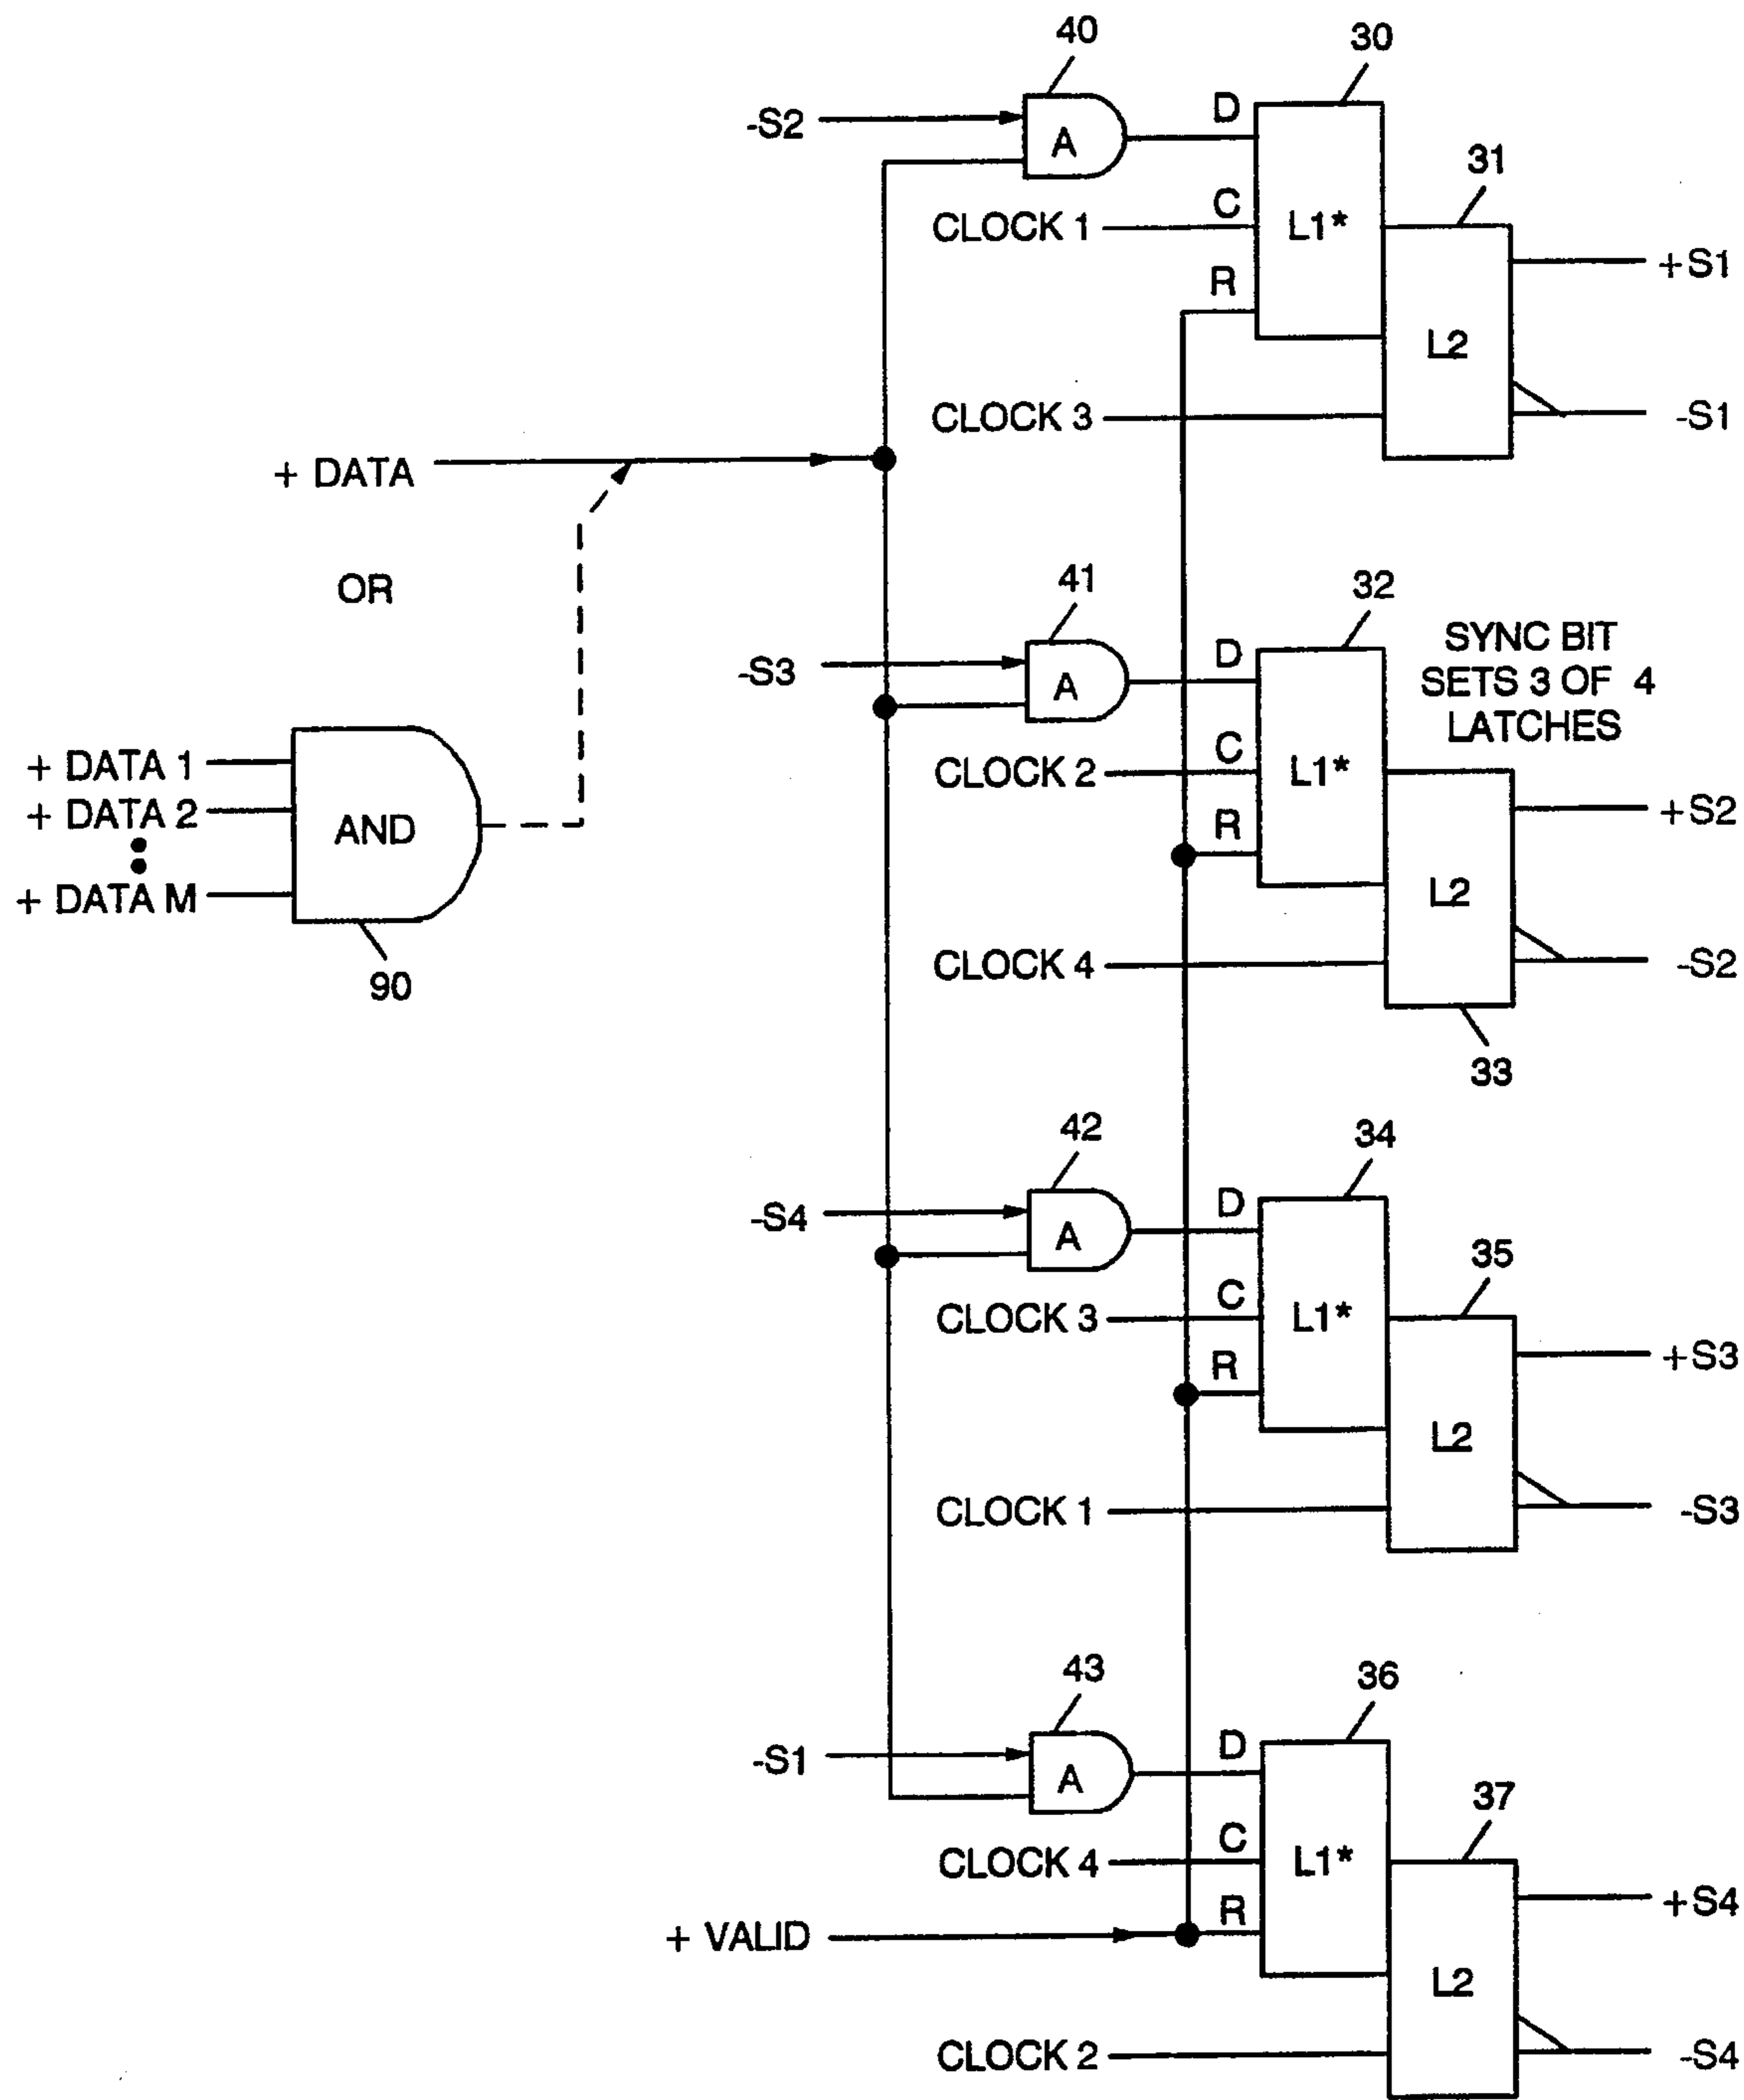 40
30
-S2
A
D
31
CLOCK 1
C
L1*
R
+S1
L2
CLOCK 3
-S1
+ DATA
OR
41
32
-S3
A
D
SYNC BIT
SETS 3 OF 4
LATCHES
+ DATA 1
CLOCK 2
C
L1*
+ DATA 2
AND
R
+S2
+ DATA M
L2
90
CLOCK 4
-S2
33
42
34
-S4
A
D
35
CLOCK 3
C
L1*
R
+S3
L2
CLOCK 1
-S3
43
36
-S1
A
D
37
CLOCK 4
C
L1*
+ VALID
R
+S4
L2
CLOCK 2
-S4